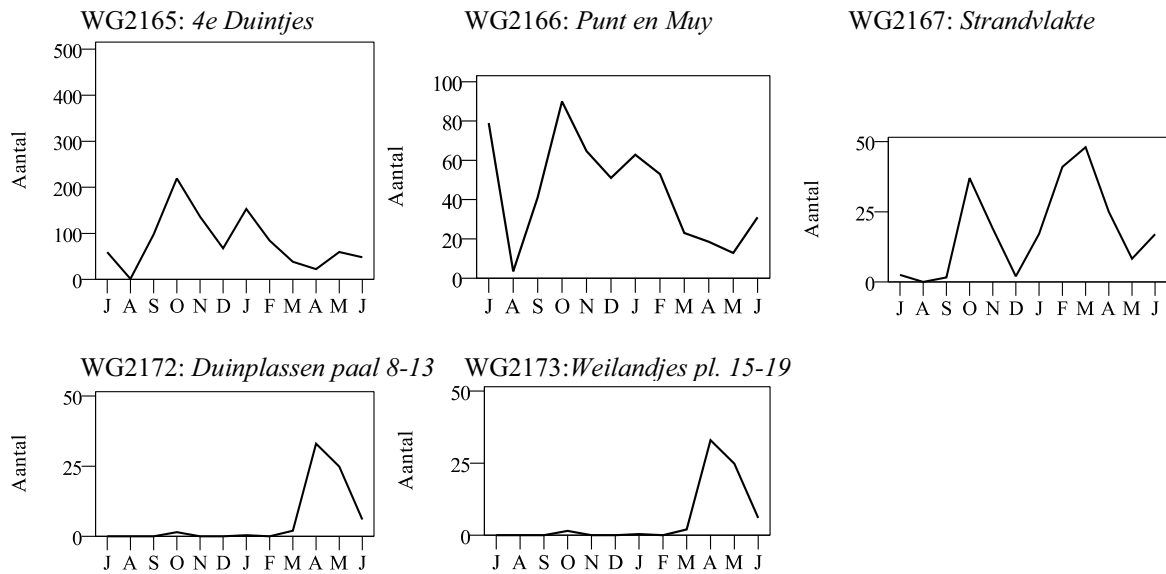 WG2165: 4e Duintjes
500
400
300
200
100
0
Aantal
J A S O N D J F M A M J
WG2166: Punt en Muy
100
80
60
40
20
0
Aantal
J A S O N D J F M A M J
WG2167: Strandvlakte
50
25
0
Aantal
J A S O N D J F M A M J
WG2172: Duinplassen paal 8-13
50
25
0
Aantal
J A S O N D J F M A M J
WG2173:Weilandjes pl. 15-19
50
25
0
Aantal
J A S O N D J F M A M J